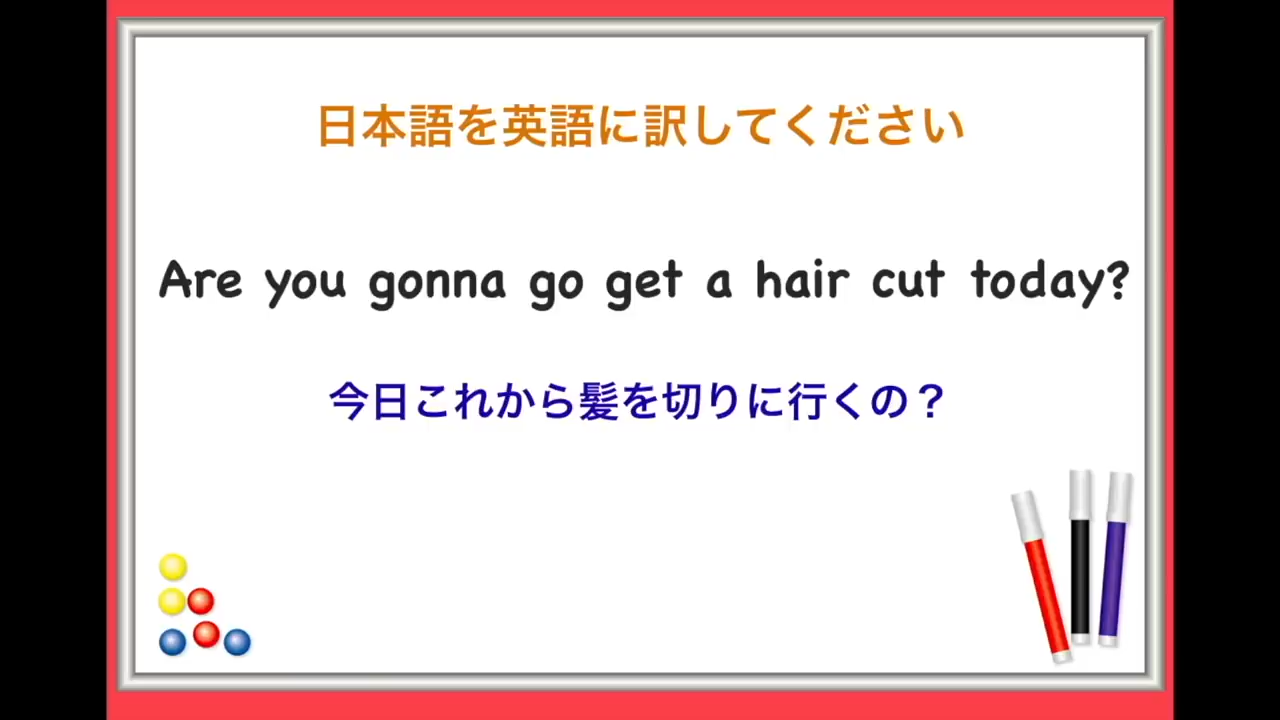 日本語を英語に訳してください
Are you gonna go get a hair cut today?
今日これから髪を切りに行くの？